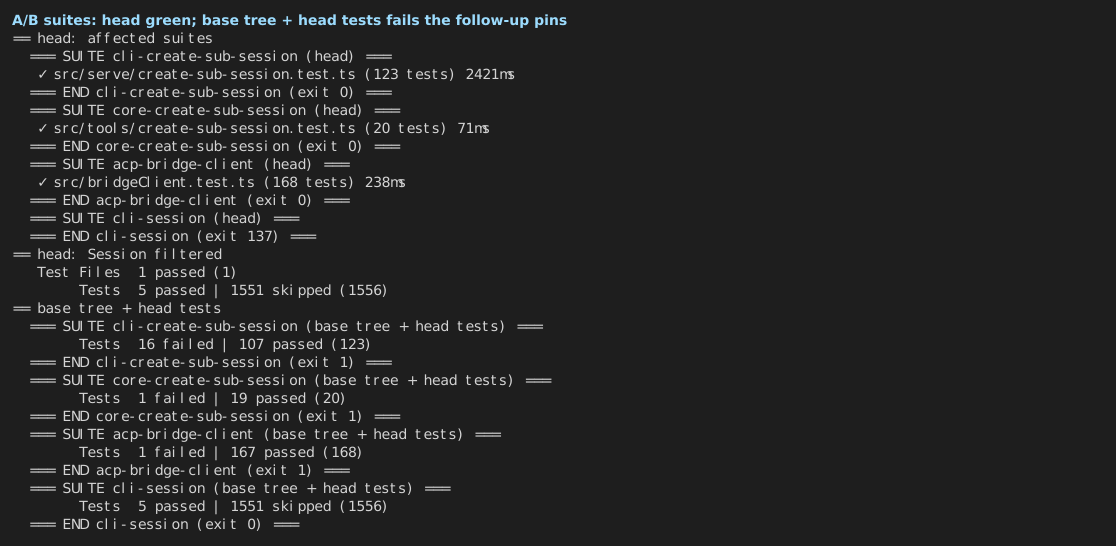 A/B suites: head green; base tree + head tests fails the follow-up pins
══ head: affected suites
═══ SUITE cli-create-sub-session (head) ═══
✓ src/serve/create-sub-session.test.ts (123 tests) 2421ms
═══ END cli-create-sub-session (exit 0) ═══
═══ SUITE core-create-sub-session (head) ═══
✓ src/tools/create-sub-session.test.ts (20 tests) 71ms
═══ END core-create-sub-session (exit 0) ═══
═══ SUITE acp-bridge-client (head) ═══
✓ src/bridgeClient.test.ts (168 tests) 238ms
═══ END acp-bridge-client (exit 0) ═══
═══ SUITE cli-session (head) ═══
═══ END cli-session (exit 137) ═══
══ head: Session filtered
Test Files 1 passed (1)
Tests 5 passed | 1551 skipped (1556)
══ base tree + head tests
═══ SUITE cli-create-sub-session (base tree + head tests) ═══
Tests 16 failed | 107 passed (123)
═══ END cli-create-sub-session (exit 1) ═══
═══ SUITE core-create-sub-session (base tree + head tests) ═══
Tests 1 failed | 19 passed (20)
═══ END core-create-sub-session (exit 1) ═══
═══ SUITE acp-bridge-client (base tree + head tests) ═══
Tests 1 failed | 167 passed (168)
═══ END acp-bridge-client (exit 1) ═══
═══ SUITE cli-session (base tree + head tests) ═══
Tests 5 passed | 1551 skipped (1556)
═══ END cli-session (exit 0) ═══